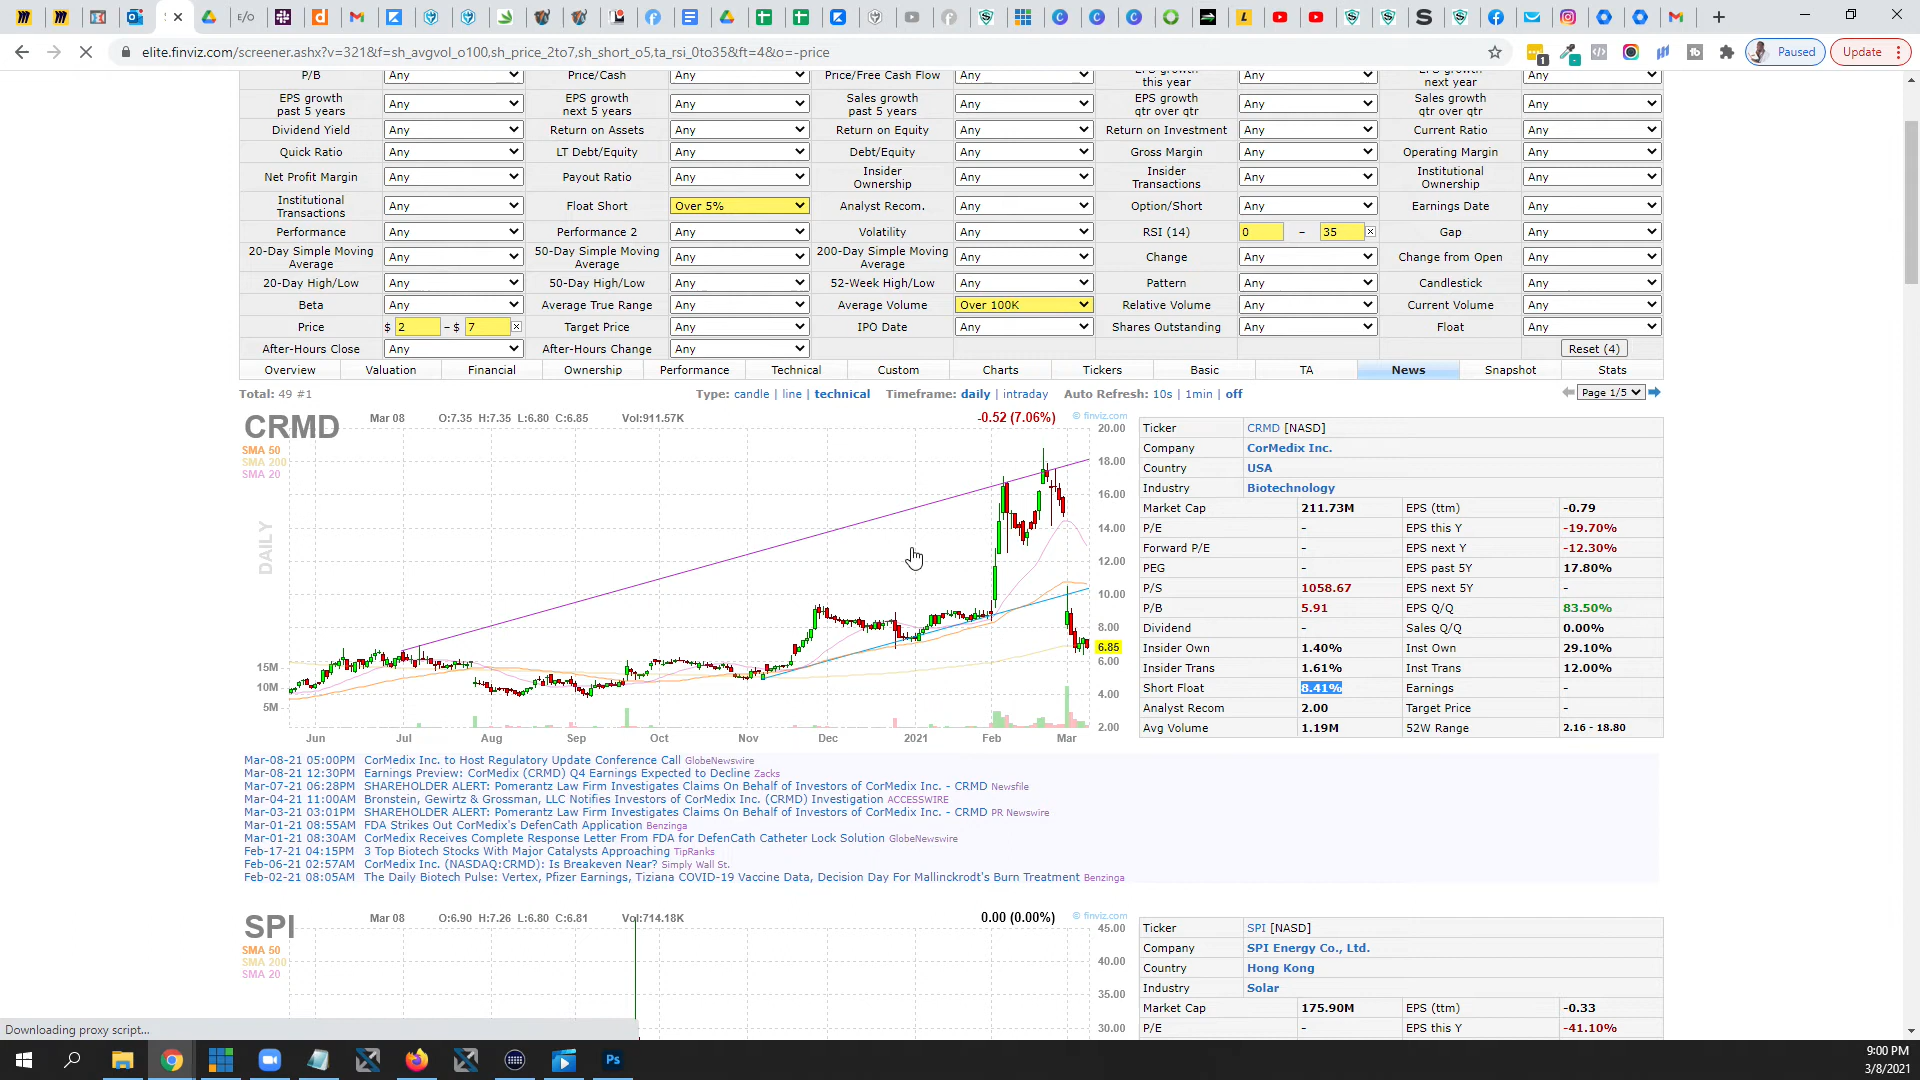 elite.finviz.com/screener.ashx?v=321&f=sh_avgvol_o100,sh_price_2to7,sh_short_o5,ta_rsi_0to35&ft=4&o=-price
Paused
Update
P/B Any Price/Cash Any Price/Free Cash Flow Any EPS growth this year Any EPS growth next year Any
EPS growth past 5 years Any EPS growth next 5 years Any Sales growth past 5 years Any EPS growth qtr over qtr Any Sales growth qtr over qtr Any
Dividend Yield Any Return on Assets Any Return on Equity Any Return on Investment Any Current Ratio Any
Quick Ratio Any LT Debt/Equity Any Debt/Equity Any Gross Margin Any Operating Margin Any
Net Profit Margin Any Payout Ratio Any Insider Ownership Any Insider Transactions Any Institutional Ownership Any
Institutional Transactions Any Float Short Over 5% Analyst Recom. Any Option/Short Any Earnings Date Any
Performance Any Performance 2 Any Volatility Any RSI (14) 0 – 35 Gap Any
20-Day Simple Moving Average Any 50-Day Simple Moving Average Any 200-Day Simple Moving Average Any Change Any Change from Open Any
20-Day High/Low Any 50-Day High/Low Any 52-Week High/Low Any Pattern Any Candlestick Any
Beta Any Average True Range Any Average Volume Over 100K Relative Volume Any Current Volume Any
Price $ 2 – $ 7 Target Price Any IPO Date Any Shares Outstanding Any Float Any
After-Hours Close Any After-Hours Change Any Reset (4)
Overview Valuation Financial Ownership Performance Technical Custom Charts Tickers Basic TA News Snapshot Stats
Total: 49 #1 Type: candle | line | technical Timeframe: daily | intraday Auto Refresh: 10s | 1min | off Page 1/5
CRMD Mar 08 O:7.35 H:7.35 L:6.80 C:6.85 Vol:911.57K -0.52 (7.06%) © finviz.com
SMA 50
SMA 200
SMA 20
DAILY
20.00
18.00
16.00
14.00
12.00
10.00
8.00
6.85
6.00
4.00
2.00
15M
10M
5M
Jun Jul Aug Sep Oct Nov Dec 2021 Feb Mar
Ticker CRMD [NASD]
Company CorMedix Inc.
Country USA
Industry Biotechnology
Market Cap 211.73M EPS (ttm) -0.79
P/E - EPS this Y -19.70%
Forward P/E - EPS next Y -12.30%
PEG - EPS past 5Y 17.80%
P/S 1058.67 EPS next 5Y -
P/B 5.91 EPS Q/Q 83.50%
Dividend - Sales Q/Q 0.00%
Insider Own 1.40% Inst Own 29.10%
Insider Trans 1.61% Inst Trans 12.00%
Short Float 8.41% Earnings -
Analyst Recom 2.00 Target Price -
Avg Volume 1.19M 52W Range 2.16 - 18.80
Mar-08-21 05:00PM CorMedix Inc. to Host Regulatory Update Conference Call GlobeNewswire
Mar-08-21 12:30PM Earnings Preview: CorMedix (CRMD) Q4 Earnings Expected to Decline Zacks
Mar-07-21 06:28PM SHAREHOLDER ALERT: Pomerantz Law Firm Investigates Claims On Behalf of Investors of CorMedix Inc. - CRMD Newsfile
Mar-04-21 11:00AM Bronstein, Gewirtz & Grossman, LLC Notifies Investors of CorMedix Inc. (CRMD) Investigation ACCESSWIRE
Mar-03-21 03:01PM SHAREHOLDER ALERT: Pomerantz Law Firm Investigates Claims On Behalf of Investors of CorMedix Inc. - CRMD PR Newswire
Mar-01-21 08:55AM FDA Strikes Out CorMedix's DefenCath Application Benzinga
Mar-01-21 08:30AM CorMedix Receives Complete Response Letter From FDA for DefenCath Catheter Lock Solution GlobeNewswire
Feb-17-21 04:15PM 3 Top Biotech Stocks With Major Catalysts Approaching TipRanks
Feb-06-21 02:57AM CorMedix Inc. (NASDAQ:CRMD): Is Breakeven Near? Simply Wall St.
Feb-02-21 08:05AM The Daily Biotech Pulse: Vertex, Pfizer Earnings, Tiziana COVID-19 Vaccine Data, Decision Day For Mallinckrodt's Burn Treatment Benzinga
SPI Mar 08 O:6.90 H:7.26 L:6.80 C:6.81 Vol:714.18K 0.00 (0.00%) © finviz.com
SMA 50
SMA 200
SMA 20
45.00
40.00
35.00
30.00
Ticker SPI [NASD]
Company SPI Energy Co., Ltd.
Country Hong Kong
Industry Solar
Market Cap 175.90M EPS (ttm) -0.33
P/E - EPS this Y -41.10%
Downloading proxy script...
9:00 PM
3/8/2021